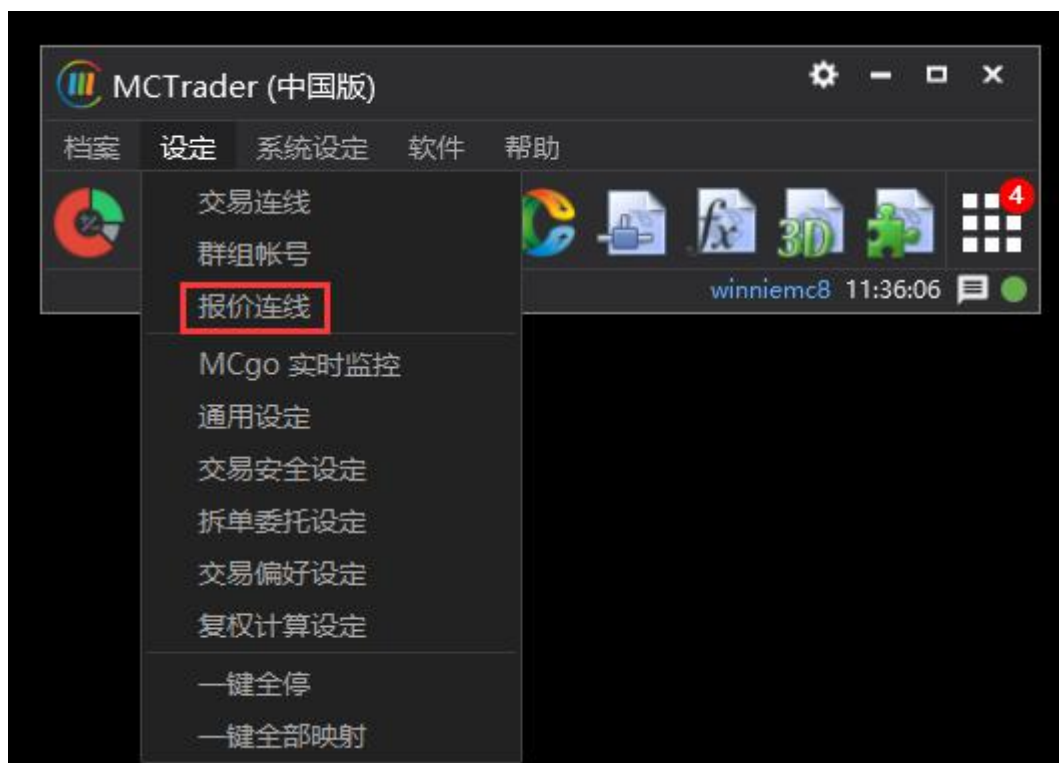 MCTrader (中国版)
档案 设定 系统设定 软件 帮助
交易连线
群组帐号
报价连线
MCgo 实时监控
通用设定
交易安全设定
拆单委托设定
交易偏好设定
复权计算设定
一键全停
一键全部映射
fx 3D 4
winniemc8 11:36:06